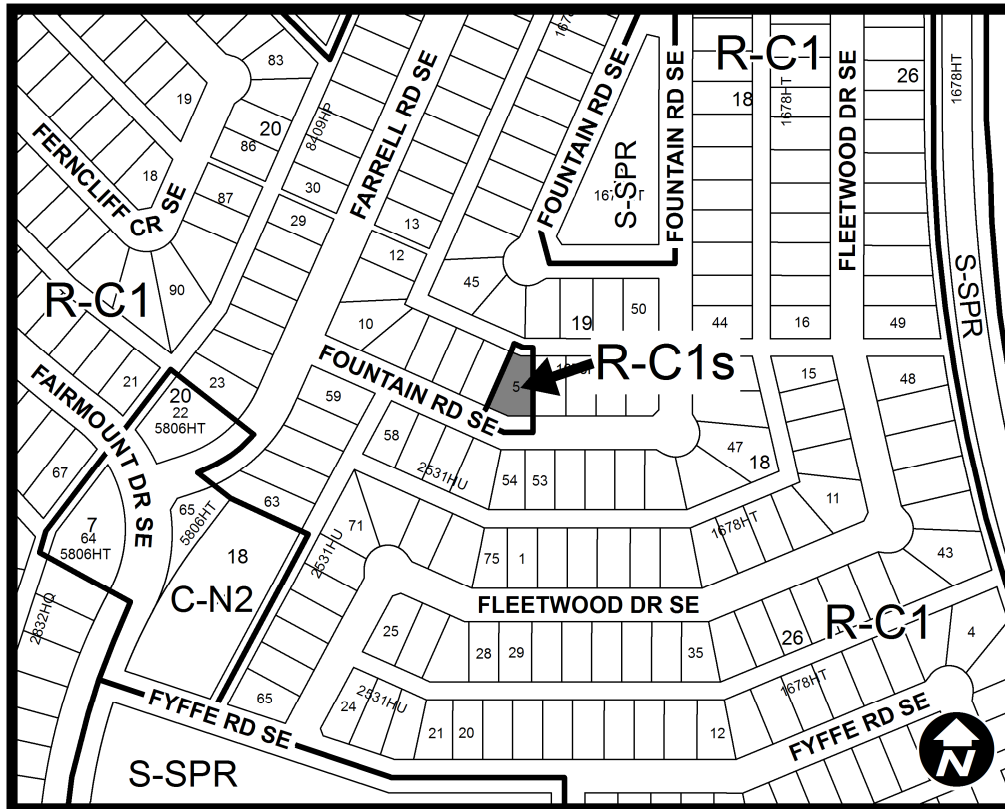 R-C1
83
1678HT
26
1678HT
19
20
18
1678HT
8409HP
86
FERNCLIFF CR SE
18
FARRELL RD SE
FOUNTAIN RD SE
S-SPR
FOUNTAIN RD SE
FLEETWOOD DR SE
30
87
29
13
12
S-SPR
R-C1
90
45
50
10
19
44
16
49
R-C1s
5
FOUNTAIN RD SE
21
23
59
15
48
FAIRMOUNT DR SE
20
22
5806HT
58
2531HU
47
18
67
54
53
63
65
5806HT
11
7
64
5806HT
71
1678HT
18
2531HU
75
1
43
C-N2
FLEETWOOD DR SE
2832HQ
25
28
29
35
26
R-C1
4
65
24
2531HU
1678HT
FYFFE RD SE
21
20
12
FYFFE RD SE
S-SPR
N